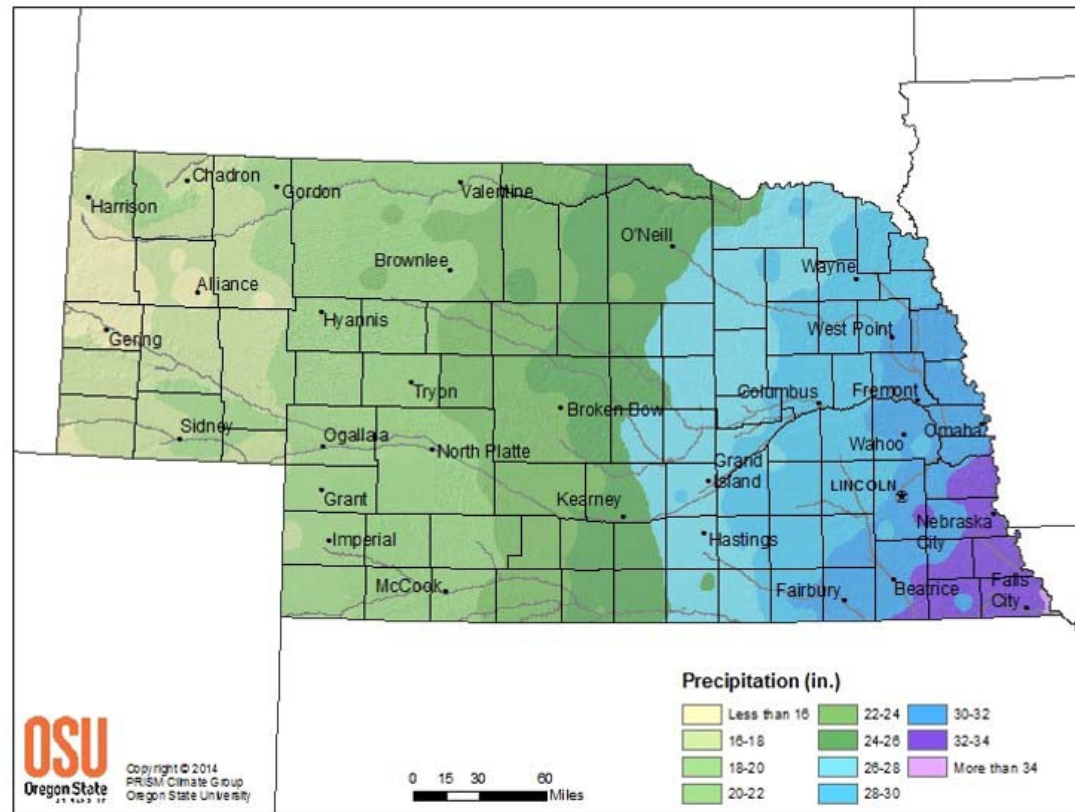 Chadron
Gordon
Valentine
Harrison
O'Neill
Brownlee
Wayne
Alliance
Hyannis
West Point
Gering
Tryon
Columbus
Fremont
Broken Bow
Sidney
Ogallala
North Platte
Wahoo
Omaha
Grand
Island
LINCOLN
Grant
Kearney
Nebraska
City
Imperial
Hastings
McCook
Fairbury
Beatrice
Falls
City
Precipitation (in.)
Less than 16
16-18
18-20
20-22
22-24
24-26
26-28
28-30
30-32
32-34
More than 34
OSU
Oregon State
Copyright © 2014
PRISM Climate Group
Oregon State University
0 15 30 60
Miles